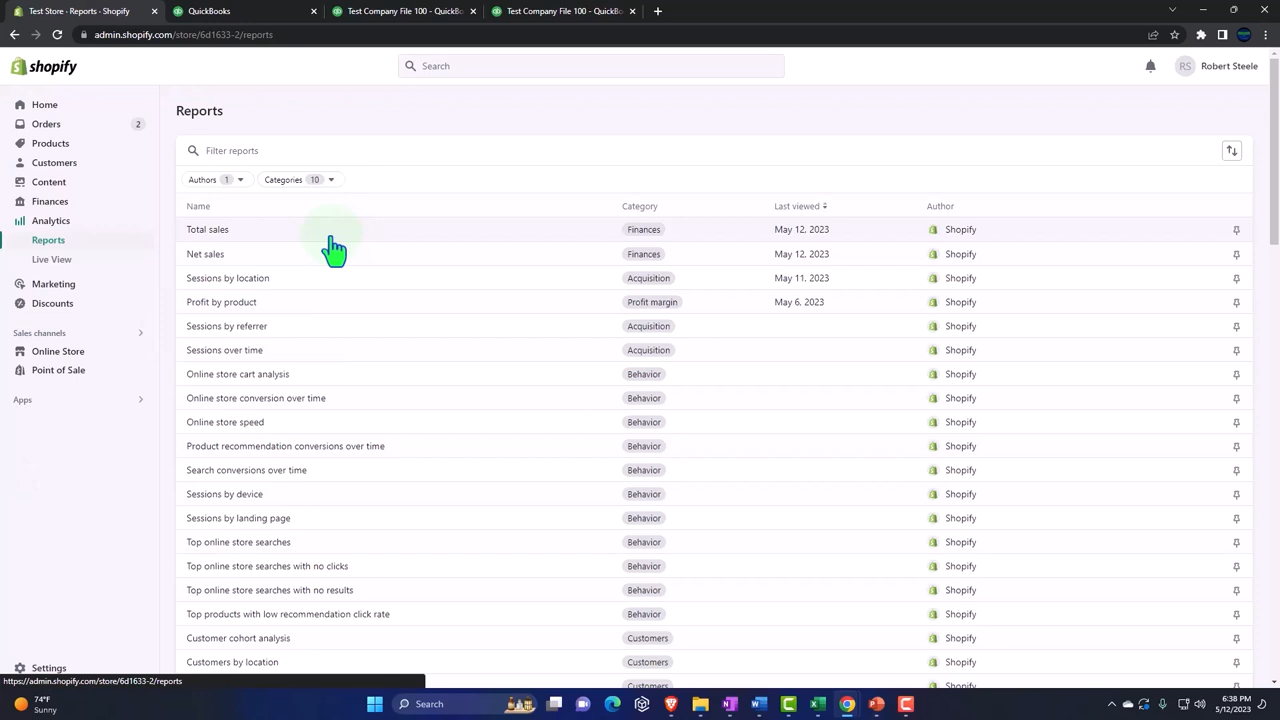 Test Store · Reports · Shopify
QuickBooks
Test Company File 100 - QuickBo
Test Company File 100 - QuickBo
admin.shopify.com/store/6d1633-2/reports
shopify
Search
RS
Robert Steele
Home
Orders
2
Products
Customers
Content
Finances
Analytics
Reports
Live View
Marketing
Discounts
Sales channels
Online Store
Point of Sale
Apps
Settings
Reports
Filter reports
Authors 1
Categories 10
Name Category Last viewed Author
Total sales Finances May 12, 2023 Shopify
Net sales Finances May 12, 2023 Shopify
Sessions by location Acquisition May 11, 2023 Shopify
Profit by product Profit margin May 6, 2023 Shopify
Sessions by referrer Acquisition Shopify
Sessions over time Acquisition Shopify
Online store cart analysis Behavior Shopify
Online store conversion over time Behavior Shopify
Online store speed Behavior Shopify
Product recommendation conversions over time Behavior Shopify
Search conversions over time Behavior Shopify
Sessions by device Behavior Shopify
Sessions by landing page Behavior Shopify
Top online store searches Behavior Shopify
Top online store searches with no clicks Behavior Shopify
Top online store searches with no results Behavior Shopify
Top products with low recommendation click rate Behavior Shopify
Customer cohort analysis Customers Shopify
Customers by location Customers Shopify
Customers
https://admin.shopify.com/store/6d1633-2/reports
74°F
Sunny
Search
6:38 PM
5/12/2023